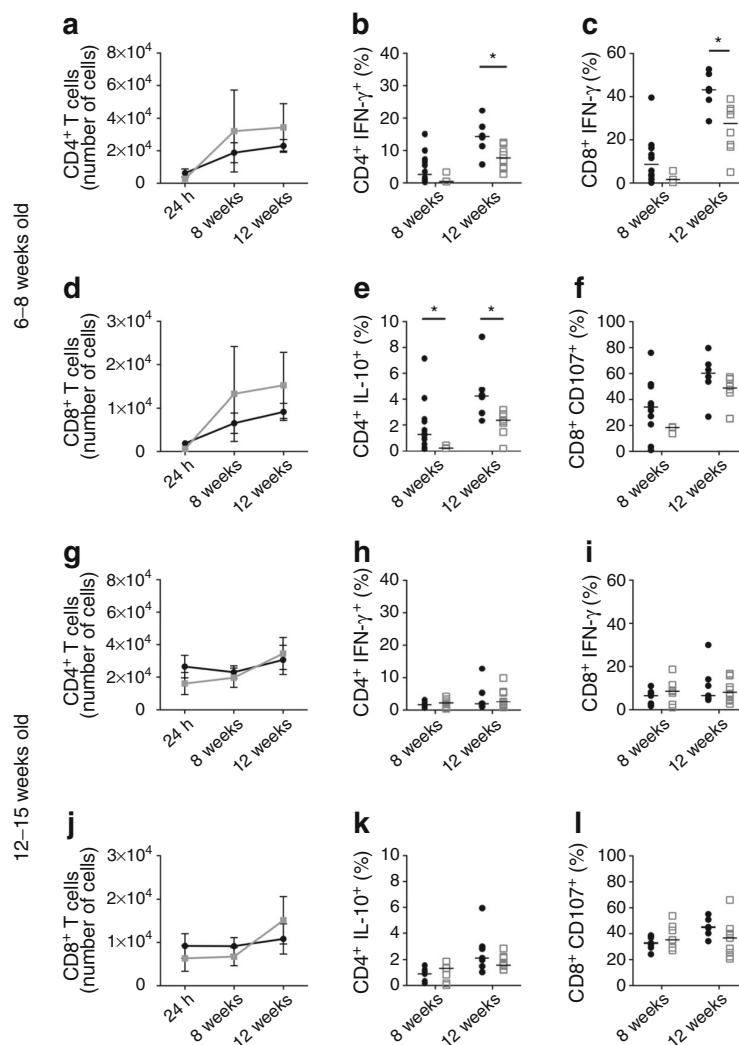 6–8 weeks old
a
CD4⁺ T cells
(number of cells)
8×10⁴
6×10⁴
4×10⁴
2×10⁴
0
24 h
8 weeks
12 weeks
b
CD4⁺ IFN-γ⁺ (%)
40
30
20
10
0
*
8 weeks
12 weeks
c
CD8⁺ IFN-γ (%)
60
40
20
0
*
8 weeks
12 weeks
d
CD8⁺ T cells
(number of cells)
3×10⁴
2×10⁴
1×10⁴
0
24 h
8 weeks
12 weeks
e
CD4⁺ IL-10⁺ (%)
10
8
6
4
2
0
*
*
8 weeks
12 weeks
f
CD8⁺ CD107⁺ (%)
100
80
60
40
20
0
8 weeks
12 weeks
12–15 weeks old
g
CD4⁺ T cells
(number of cells)
8×10⁴
6×10⁴
4×10⁴
2×10⁴
0
24 h
8 weeks
12 weeks
h
CD4⁺ IFN-γ⁺ (%)
40
30
20
10
0
8 weeks
12 weeks
i
CD8⁺ IFN-γ (%)
60
40
20
0
8 weeks
12 weeks
j
CD8⁺ T cells
(number of cells)
3×10⁴
2×10⁴
1×10⁴
0
24 h
8 weeks
12 weeks
k
CD4⁺ IL-10⁺ (%)
10
8
6
4
2
0
8 weeks
12 weeks
l
CD8⁺ CD107⁺ (%)
100
80
60
40
20
0
8 weeks
12 weeks